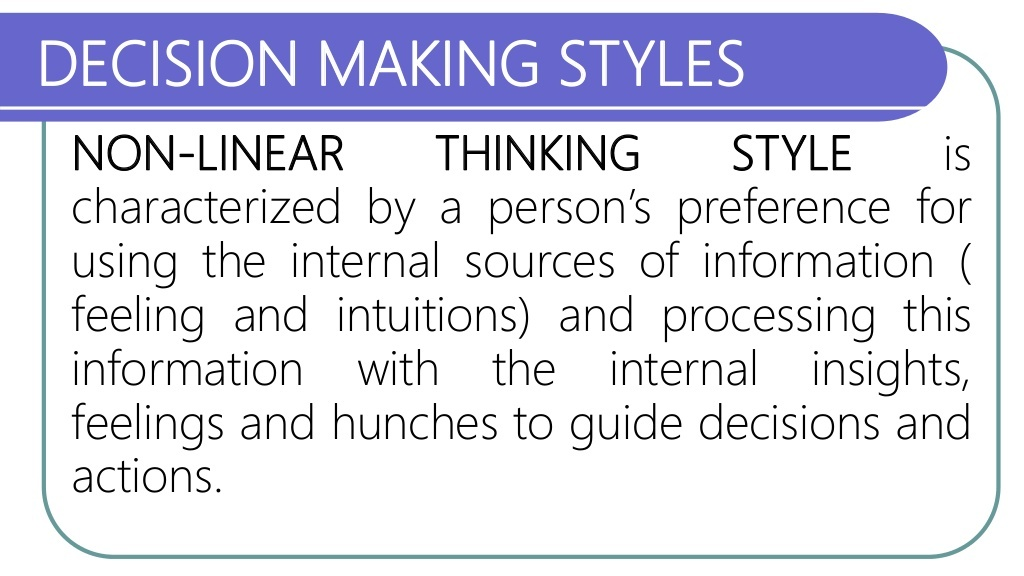 DECISION MAKING STYLES
NON-LINEAR THINKING STYLE is
characterized by a person’s preference for
using the internal sources of information (
feeling and intuitions) and processing this
information with the internal insights,
feelings and hunches to guide decisions and
actions.